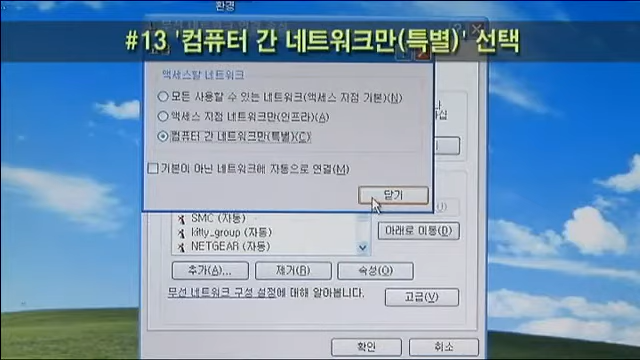 환경
#13 '컴퓨터 간 네트워크만(특별)' 선택
액세스할 네트워크
모든 사용할 수 있는 네트워크(액세스 지점 기본)(N)
액세스 지점 네트워크만(인프라)(A)
컴퓨터 간 네트워크만(특별)(C)
기본이 아닌 네트워크에 자동으로 연결(M)
닫기
SMC (자동)
kitty_group (자동)
NETGEAR (자동)
아래로 이동(D)
추가(A)... 제거(R) 속성(O)
무선 네트워크 구성 설정에 대해 알아봅니다.
고급(V)
확인 취소